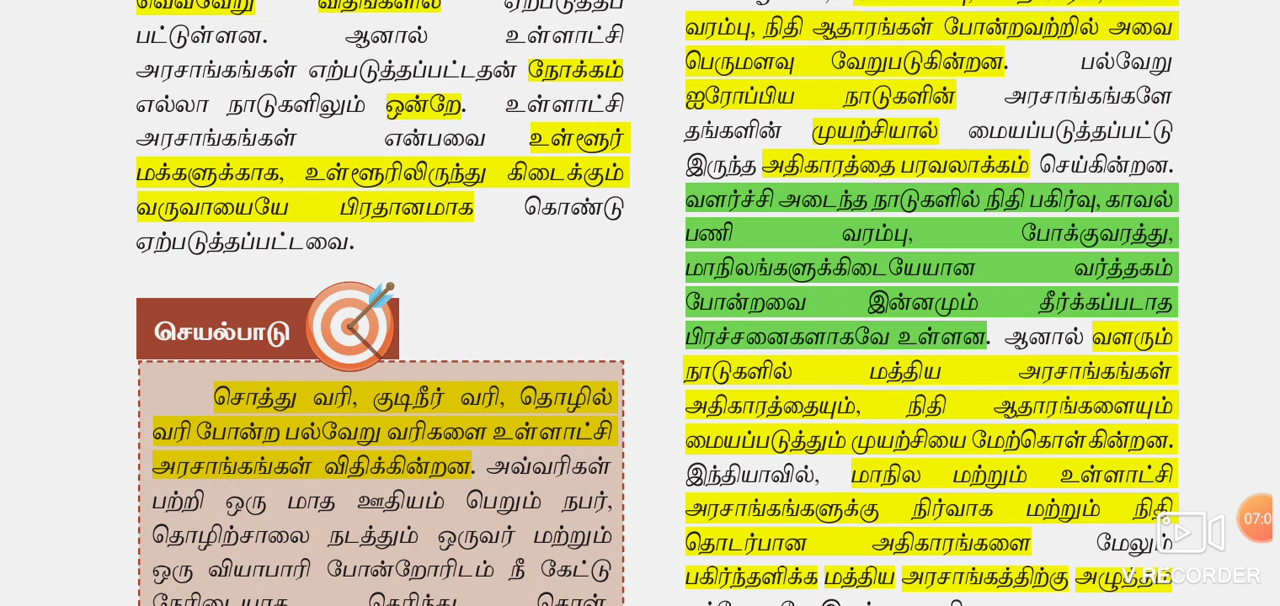 வெவ்வேறு விதங்களில் ஏற்படுத்தப்
பட்டுள்ளன. ஆனால் உள்ளாட்சி
அரசாங்கங்கள் எற்படுத்தப்பட்டதன் நோக்கம்
எல்லா நாடுகளிலும் ஒன்றே. உள்ளாட்சி
அரசாங்கங்கள் என்பவை உள்ளூர்
மக்களுக்காக, உள்ளூரிலிருந்து கிடைக்கும்
வருவாயையே பிரதானமாக கொண்டு
ஏற்படுத்தப்பட்டவை.
செயல்பாடு
சொத்து வரி, குடிநீர் வரி, தொழில்
வரி போன்ற பல்வேறு வரிகளை உள்ளாட்சி
அரசாங்கங்கள் விதிக்கின்றன. அவ்வரிகள்
பற்றி ஒரு மாத ஊதியம் பெறும் நபர்,
தொழிற்சாலை நடத்தும் ஒருவர் மற்றும்
ஒரு வியாபாரி போன்றோரிடம் நீ கேட்டு
நேரிடையாக தெரிந்து கொள்.
வரம்பு, நிதி ஆதாரங்கள் போன்றவற்றில் அவை
பெருமளவு வேறுபடுகின்றன. பல்வேறு
ஐரோப்பிய நாடுகளின் அரசாங்கங்களே
தங்களின் முயற்சியால் மையப்படுத்தப்பட்டு
இருந்த அதிகாரத்தை பரவலாக்கம் செய்கின்றன.
வளர்ச்சி அடைந்த நாடுகளில் நிதி பகிர்வு, காவல்
பணி வரம்பு, போக்குவரத்து,
மாநிலங்களுக்கிடையேயான வர்த்தகம்
போன்றவை இன்னமும் தீர்க்கப்படாத
பிரச்சனைகளாகவே உள்ளன. ஆனால் வளரும்
நாடுகளில் மத்திய அரசாங்கங்கள்
அதிகாரத்தையும், நிதி ஆதாரங்களையும்
மையப்படுத்தும் முயற்சியை மேற்கொள்கின்றன.
இந்தியாவில், மாநில மற்றும் உள்ளாட்சி
அரசாங்கங்களுக்கு நிர்வாக மற்றும் நிதி
தொடர்பான அதிகாரங்களை மேலும்
பகிர்ந்தளிக்க மத்திய அரசாங்கத்திற்கு அழுத்தம்
07:0
V RECORDER